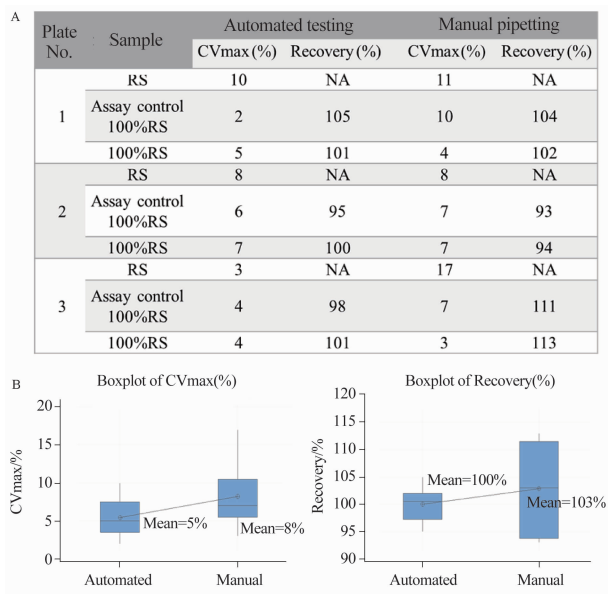 A
Plate No. : Sample Automated testing Manual pipetting
CVmax (%) Recovery (%) CVmax (%) Recovery (%)
1 RS 10 NA 11 NA
Assay control 100%RS 2 105 10 104
100%RS 5 101 4 102
2 RS 8 NA 8 NA
Assay control 100%RS 6 95 7 93
100%RS 7 100 7 94
3 RS 3 NA 17 NA
Assay control 100%RS 4 98 7 111
100%RS 4 101 3 113
B
Boxplot of CVmax(%)
CVmax/%
20
15
10
5
0
Mean=5%
Mean=8%
Automated Manual
Boxplot of Recovery(%)
Recovery/%
120
115
110
105
100
95
90
Mean=100%
Mean=103%
Automated Manual